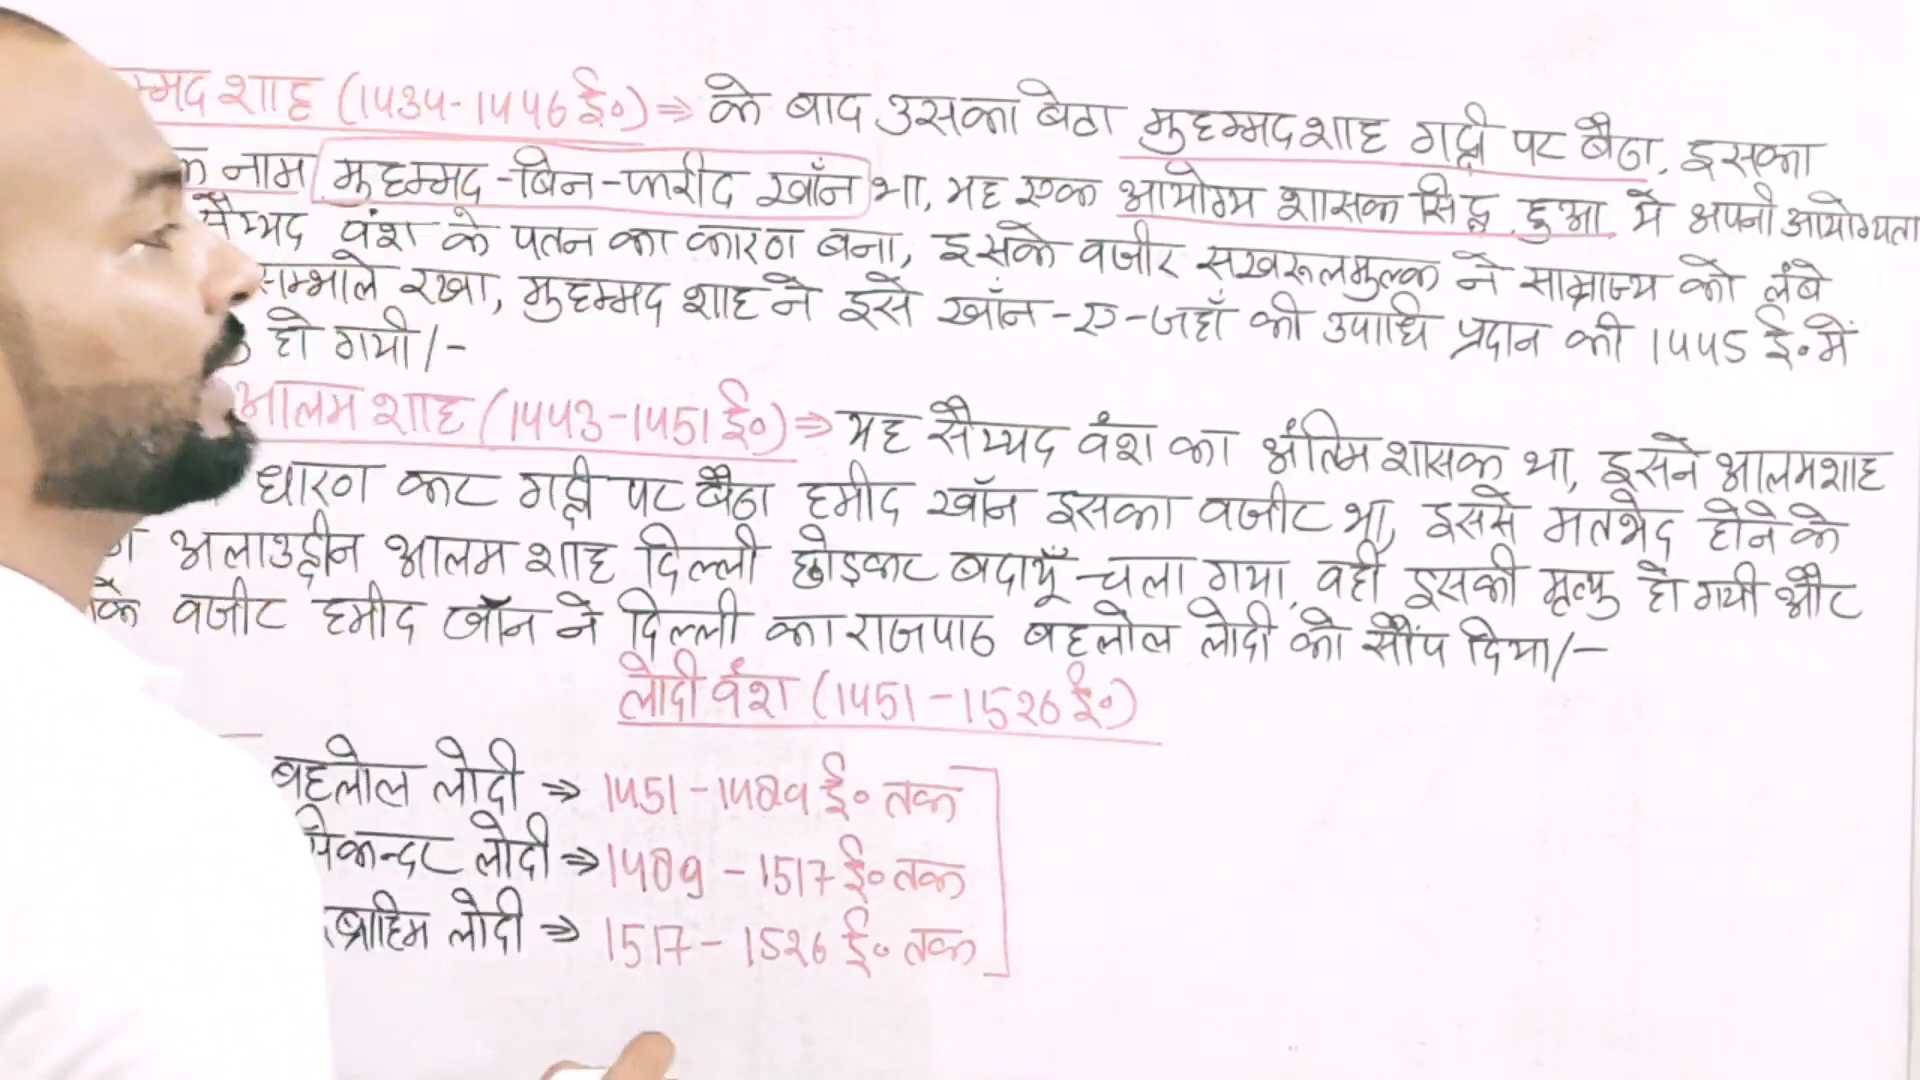 म्मद शाह (1434-1446 ई०) ⇒ के बाद उसका बेटा मुहम्मद शाह गद्दी पर बैठा, इसका
नाम मुहम्मद-बिन-फरीद खाँन था, यह एक आयोग्य शासक सिद्ध हुआ ये अपनी आयोग्यता
सैय्यद वंश के पतन का कारण बना, इसके वजीर सखरूलमुल्क ने साम्राज्य को लंबे
सम्भाले रखा, मुहम्मद शाह ने इसे खाँन-ए-जहाँ की उपाधि प्रदान की 1445 ई० में
हो गयी/-
आलम शाह (1443-1451 ई०) ⇒ यह सैय्यद वंश का अंतिम शासक था, इसने आलमशाह
धारण कर गद्दी पर बैठा हमीद खाँन इसका वजीर था, इससे मतभेद होने के
अलाउद्दीन आलम शाह दिल्ली छोड़कर बदायूँ चला गया, वही इसकी मृत्यु हो गयी और
के वजीर हमीद खाँन ने दिल्ली का राजपाठ बहलोल लोदी को सौंप दिया/-
लोदी वंश (1451-1526 ई०)
बहलोल लोदी ⇒ 1451-1489 ई० तक
सिकन्दर लोदी ⇒ 1489-1517 ई० तक
इब्राहिम लोदी ⇒ 1517-1526 ई० तक